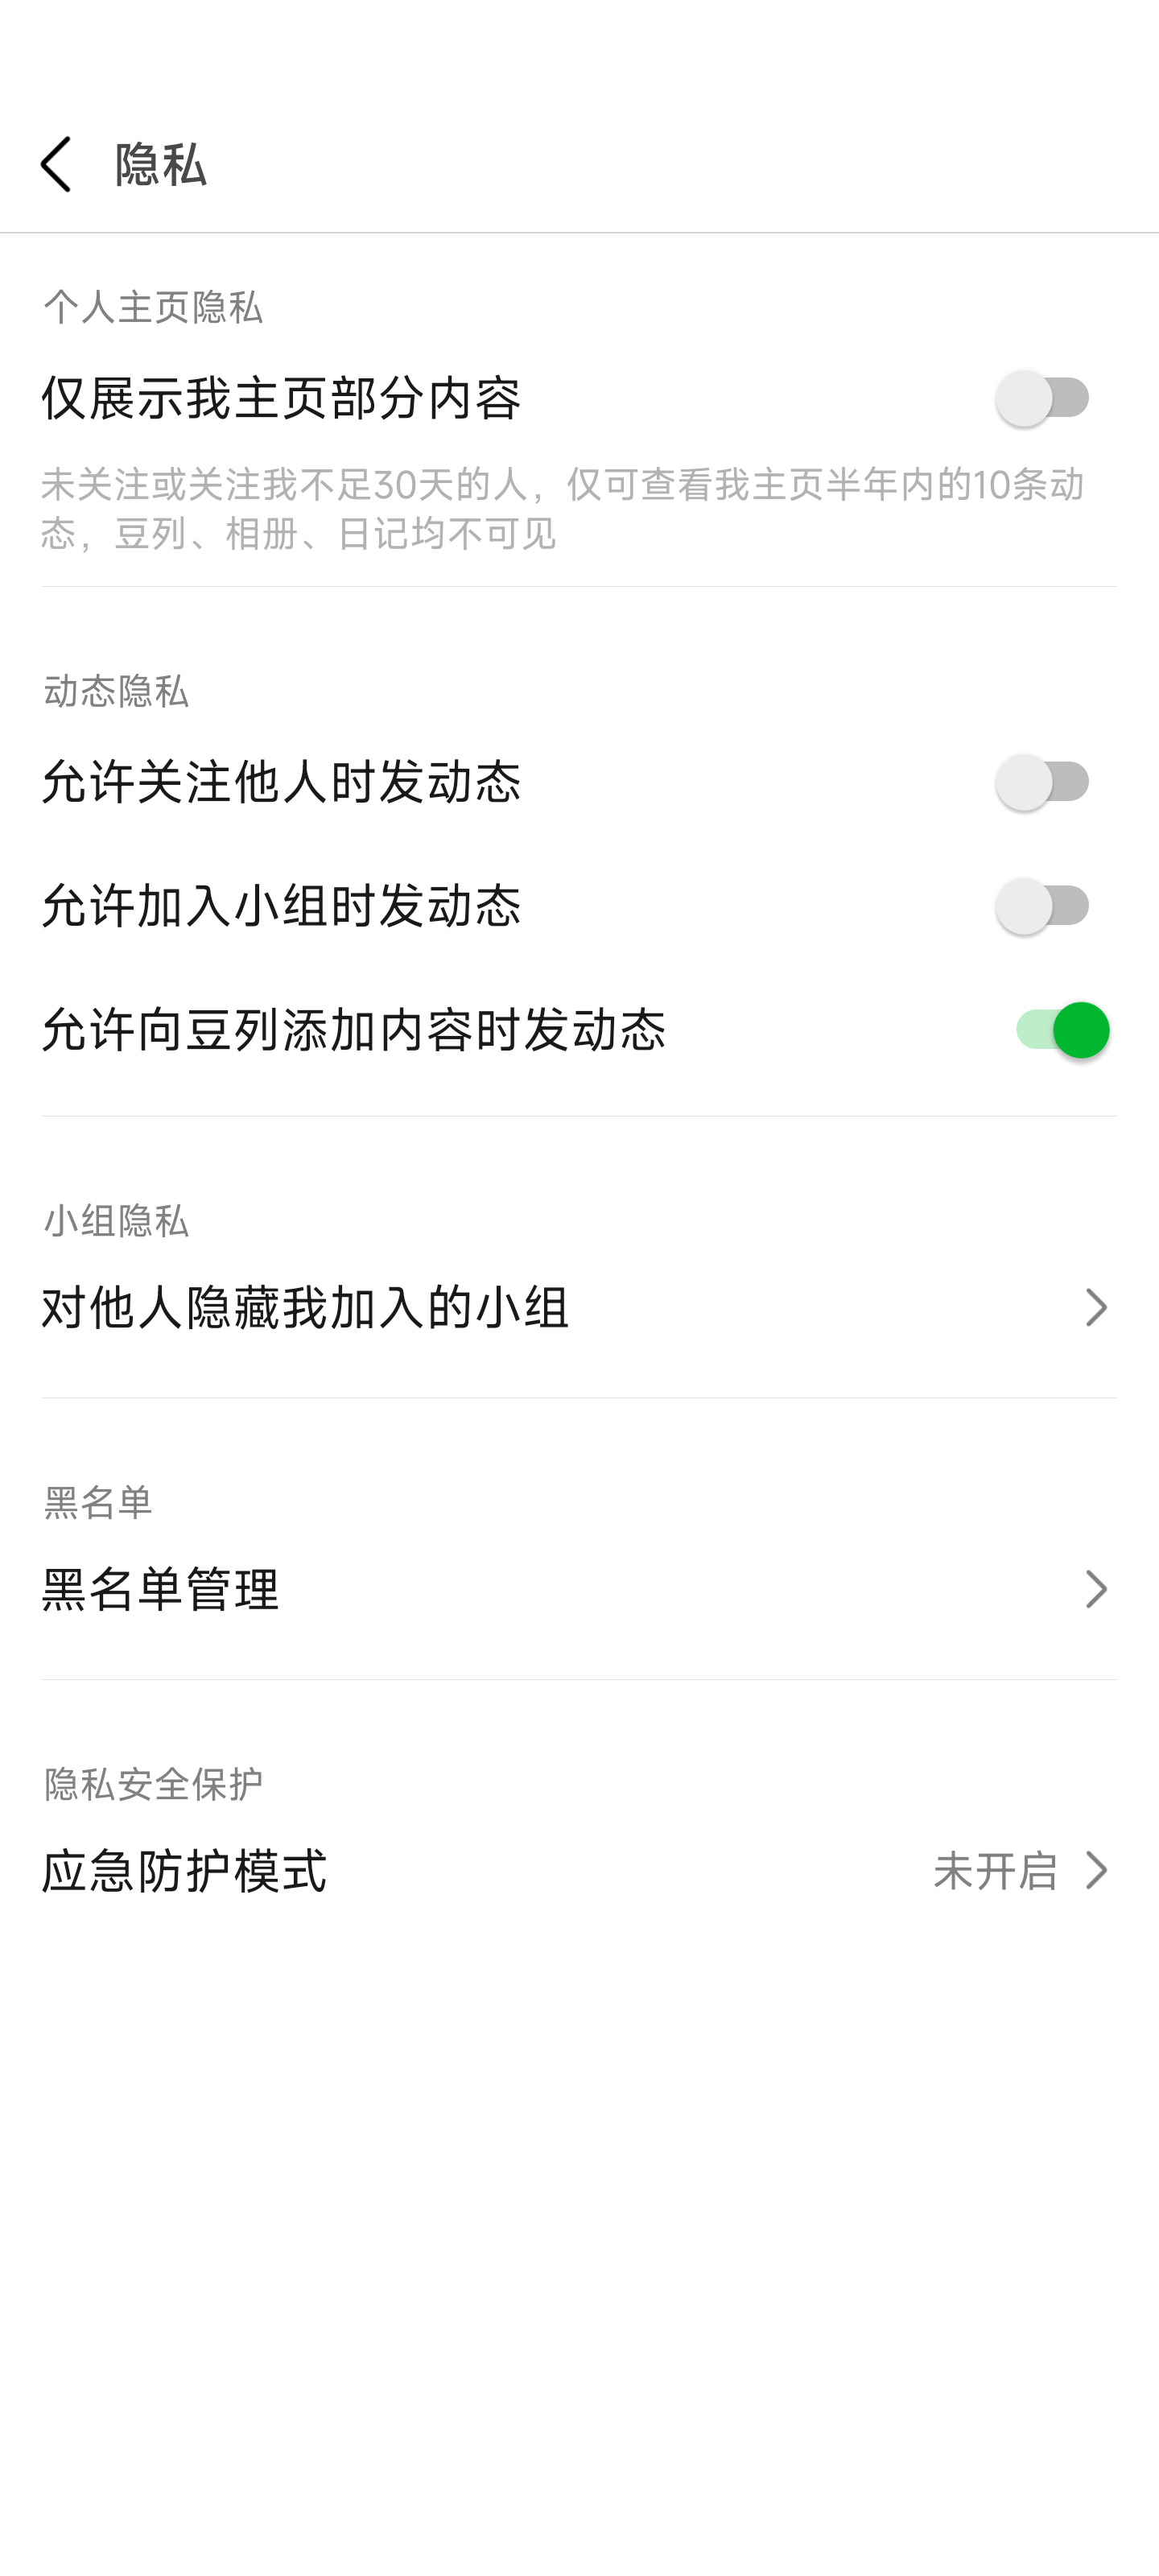 隐私
个人主页隐私
仅展示我主页部分内容
未关注或关注我不足30天的人，仅可查看我主页半年内的10条动
态，豆列、相册、日记均不可见
动态隐私
允许关注他人时发动态
允许加入小组时发动态
允许向豆列添加内容时发动态
小组隐私
对他人隐藏我加入的小组
黑名单
黑名单管理
隐私安全保护
应急防护模式 未开启